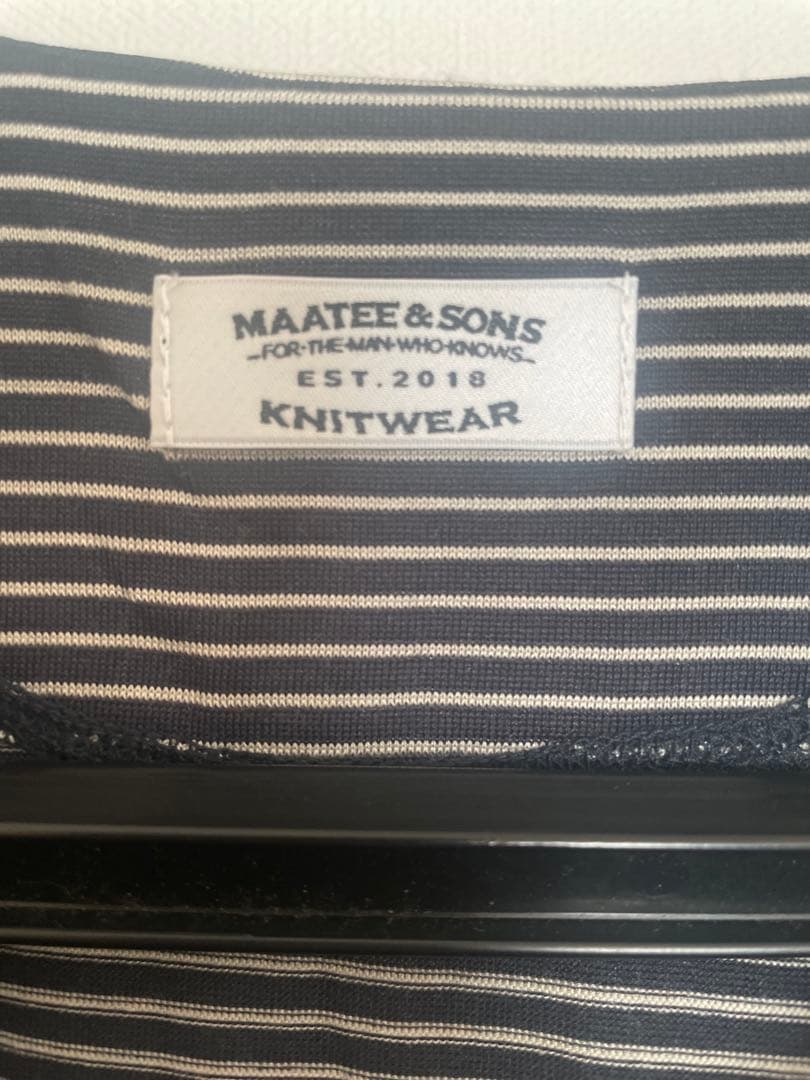 MAATEE & SONS
-FOR·THE·MAN·WHO·KNOWS-
EST.2018
KNITWEAR